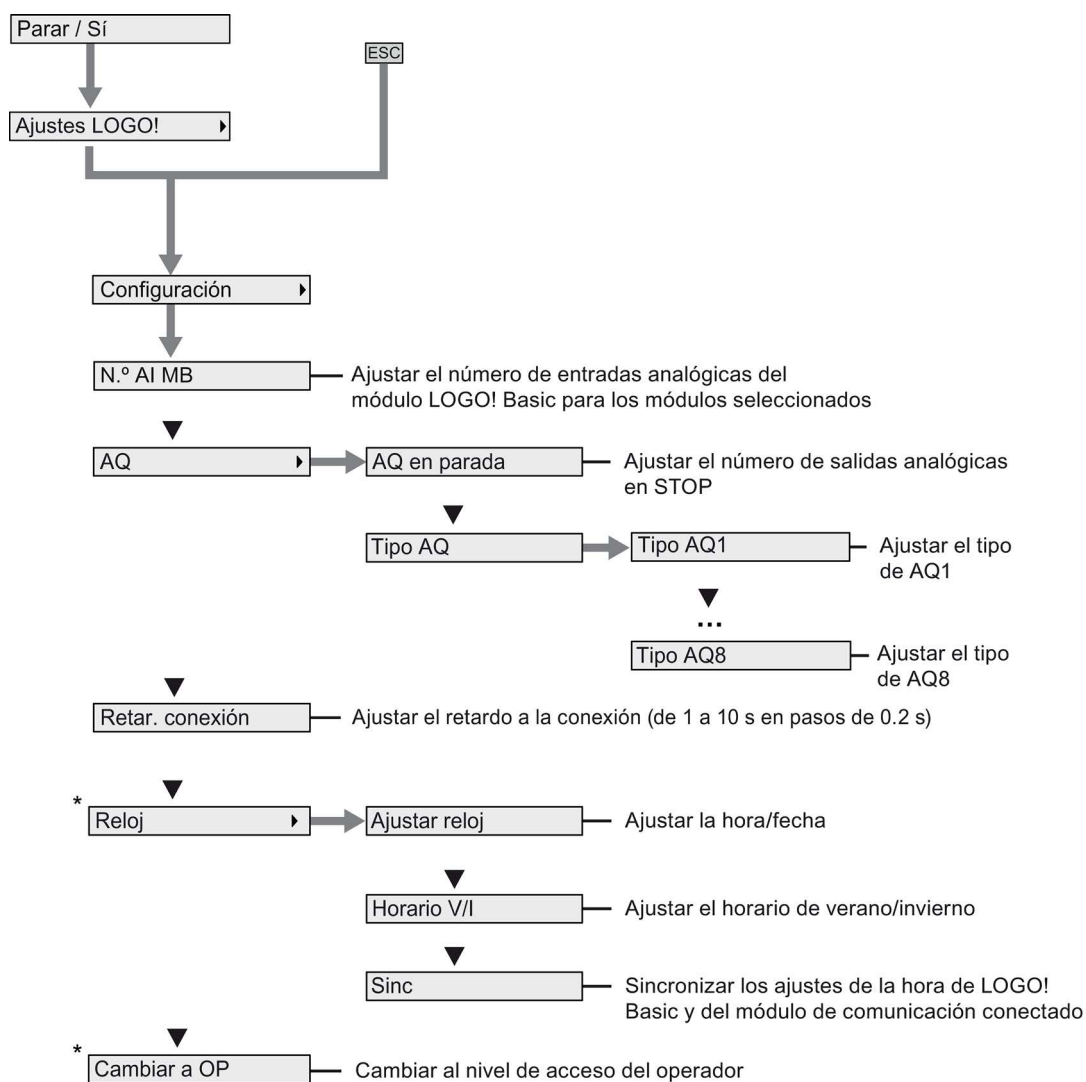 Parar / Sí
ESC
Ajustes LOGO!
Configuración
N.º AI MB
Ajustar el número de entradas analógicas del
módulo LOGO! Basic para los módulos seleccionados
AQ
AQ en parada
Ajustar el número de salidas analógicas
en STOP
Tipo AQ
Tipo AQ1
Ajustar el tipo
de AQ1
...
Tipo AQ8
Ajustar el tipo
de AQ8
Retar. conexión
Ajustar el retardo a la conexión (de 1 a 10 s en pasos de 0.2 s)
*
Reloj
Ajustar reloj
Ajustar la hora/fecha
Horario V/I
Ajustar el horario de verano/invierno
Sinc
Sincronizar los ajustes de la hora de LOGO!
Basic y del módulo de comunicación conectado
*
Cambiar a OP
Cambiar al nivel de acceso del operador